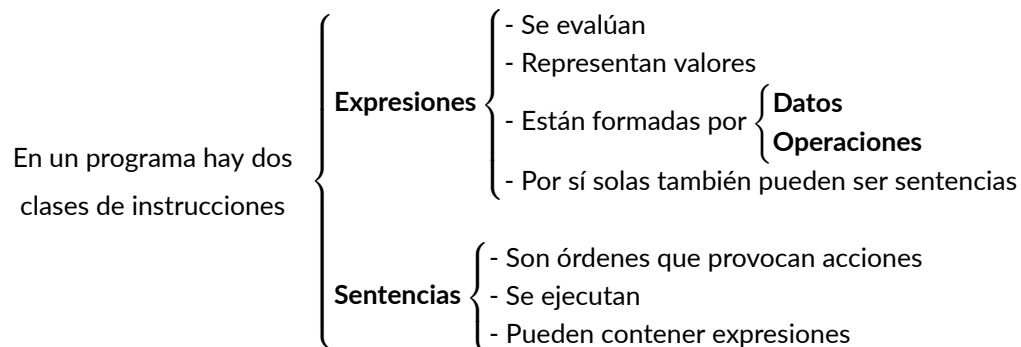 En un programa hay dos
clases de instrucciones
Expresiones
- Se evalúan
- Representan valores
- Están formadas por
Datos
Operaciones
- Por sí solas también pueden ser sentencias
Sentencias
- Son órdenes que provocan acciones
- Se ejecutan
- Pueden contener expresiones